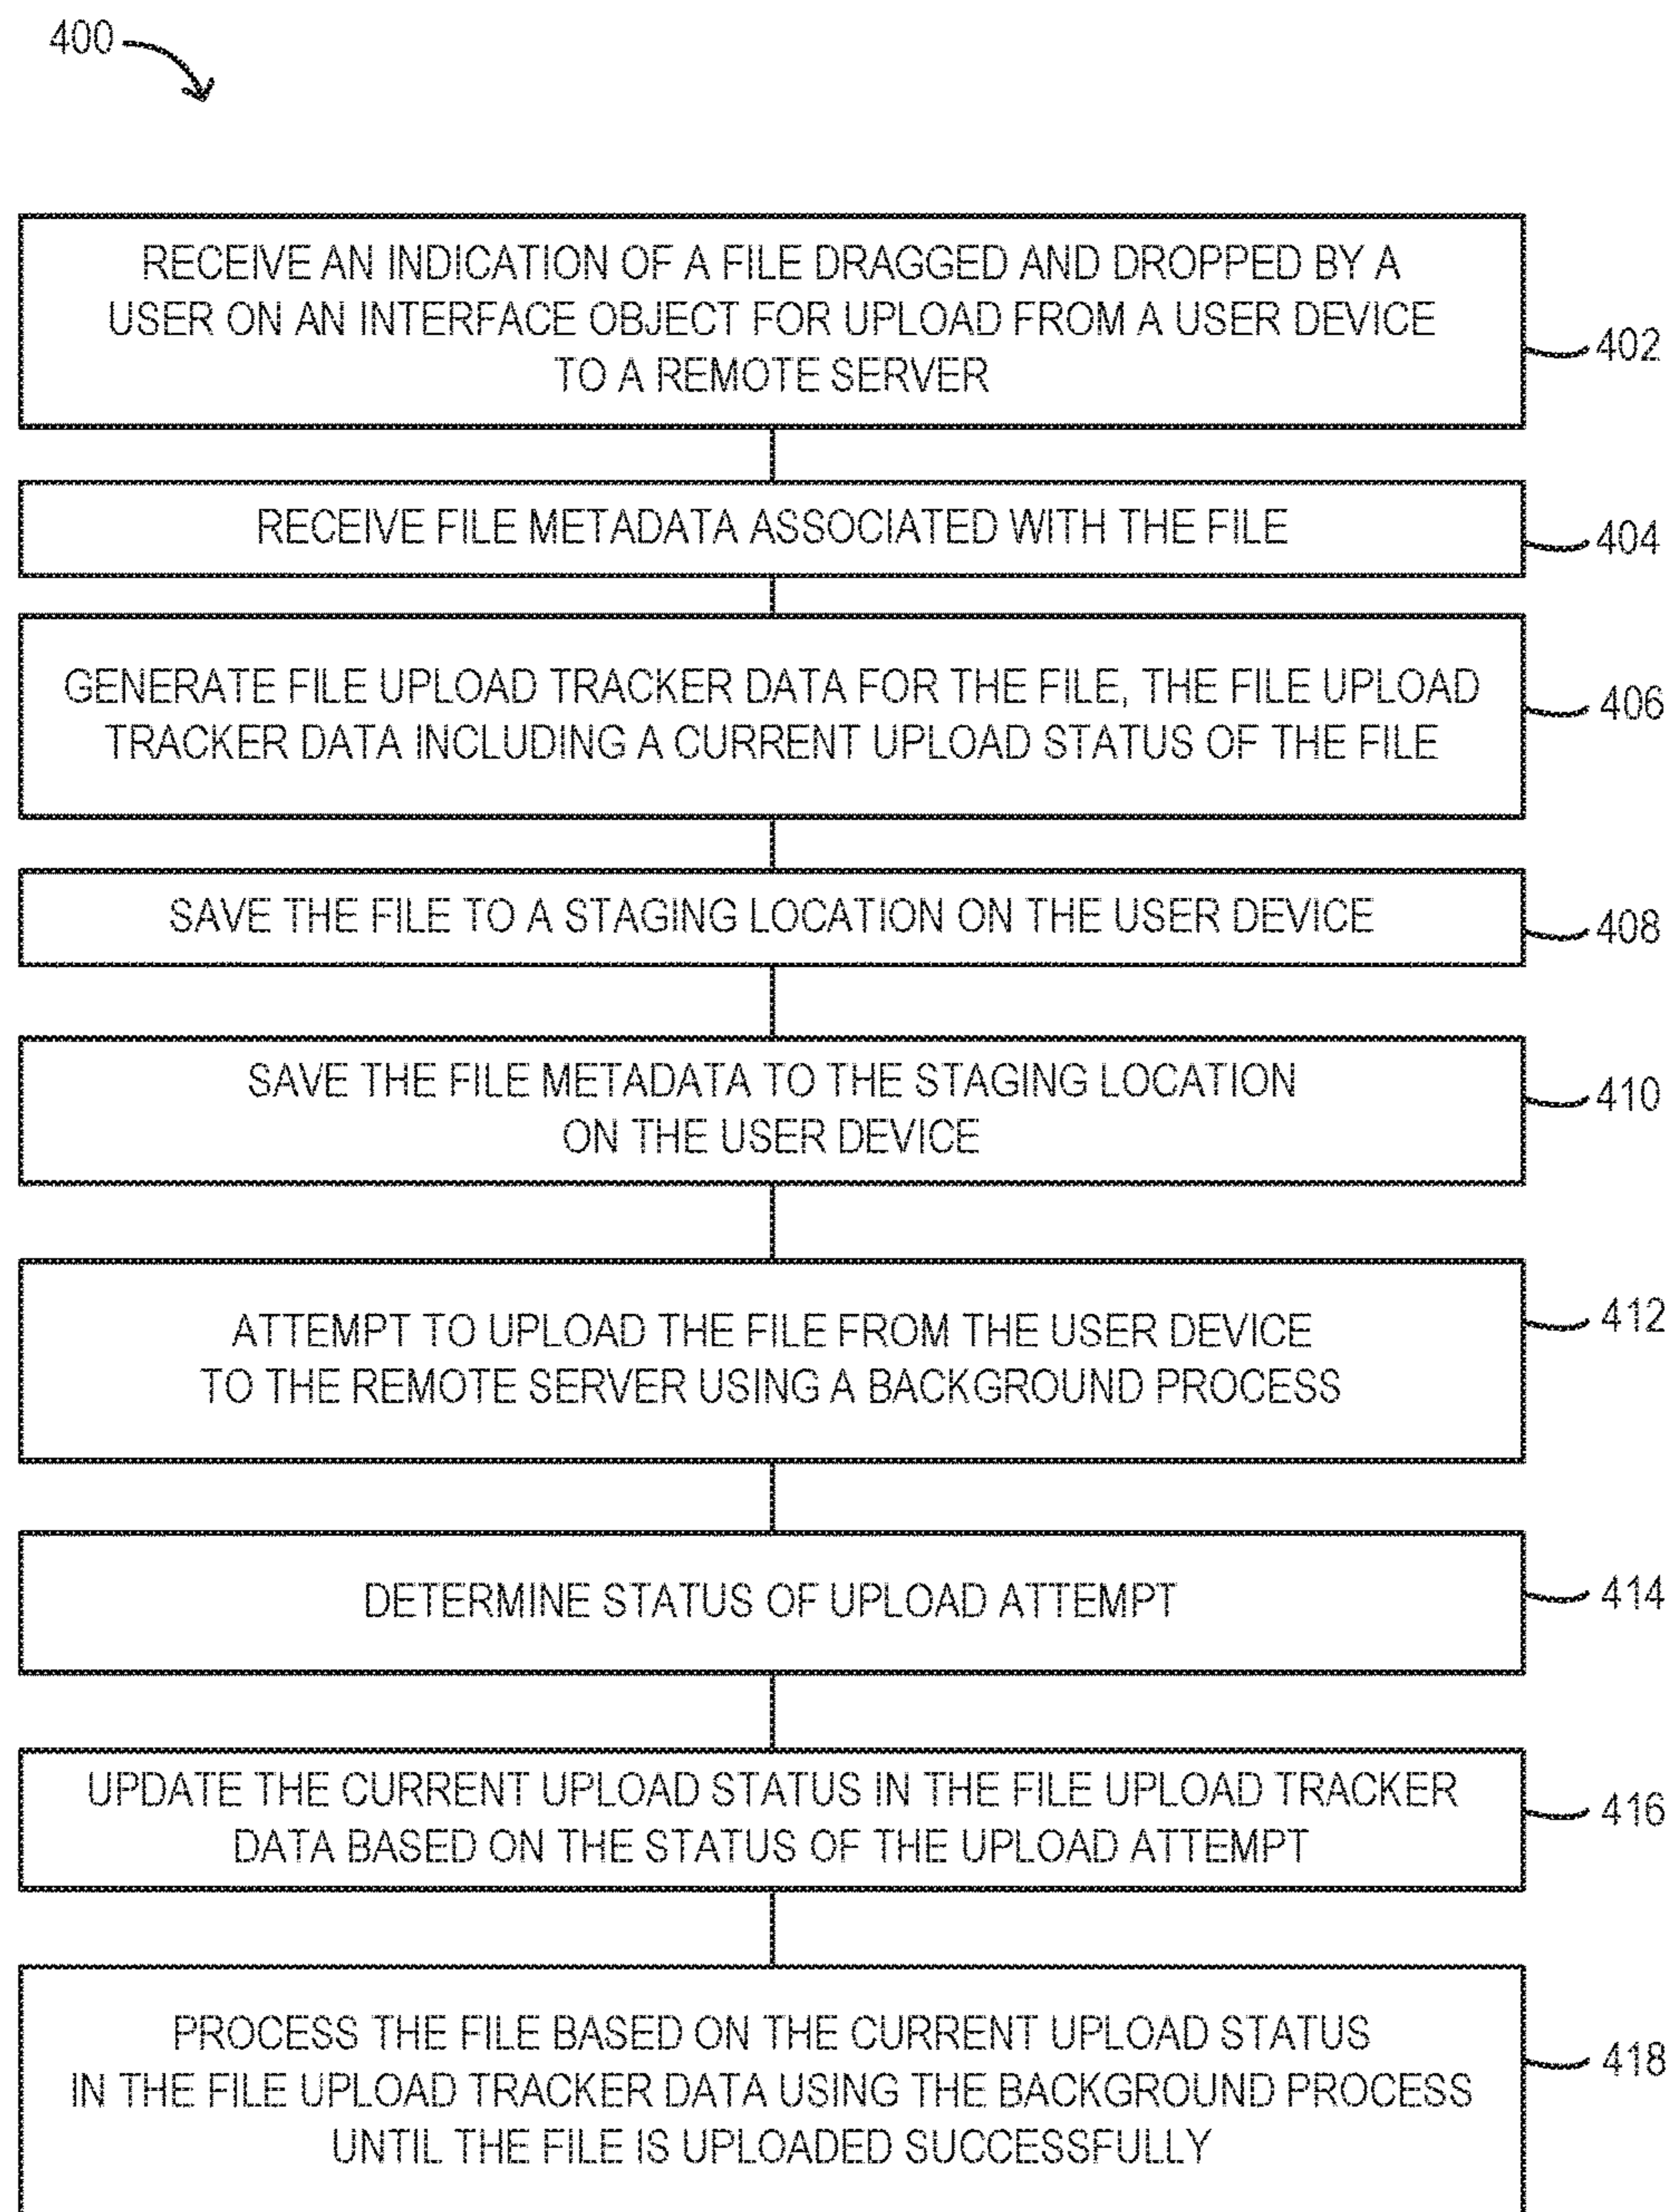 400
RECEIVE AN INDICATION OF A FILE DRAGGED AND DROPPED BY A
USER ON AN INTERFACE OBJECT FOR UPLOAD FROM A USER DEVICE
TO A REMOTE SERVER
402
RECEIVE FILE METADATA ASSOCIATED WITH THE FILE
404
GENERATE FILE UPLOAD TRACKER DATA FOR THE FILE, THE FILE UPLOAD
TRACKER DATA INCLUDING A CURRENT UPLOAD STATUS OF THE FILE
406
SAVE THE FILE TO A STAGING LOCATION ON THE USER DEVICE
408
SAVE THE FILE METADATA TO THE STAGING LOCATION
ON THE USER DEVICE
410
ATTEMPT TO UPLOAD THE FILE FROM THE USER DEVICE
TO THE REMOTE SERVER USING A BACKGROUND PROCESS
412
DETERMINE STATUS OF UPLOAD ATTEMPT
414
UPDATE THE CURRENT UPLOAD STATUS IN THE FILE UPLOAD TRACKER
DATA BASED ON THE STATUS OF THE UPLOAD ATTEMPT
416
PROCESS THE FILE BASED ON THE CURRENT UPLOAD STATUS
IN THE FILE UPLOAD TRACKER DATA USING THE BACKGROUND PROCESS
UNTIL THE FILE IS UPLOADED SUCCESSFULLY
418